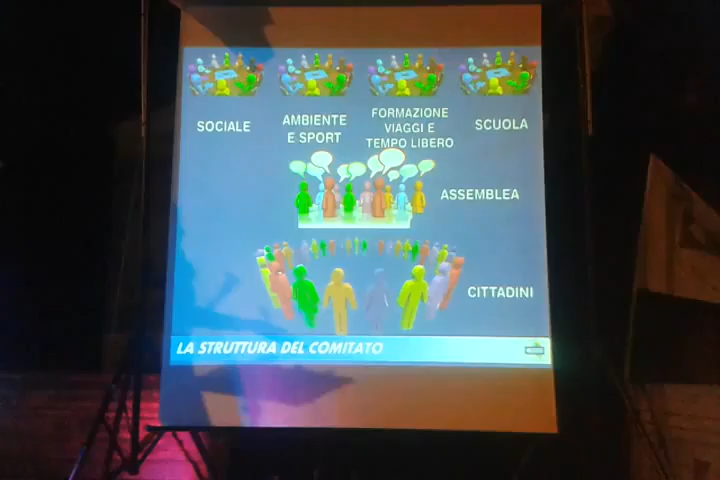 SOCIALE
AMBIENTE
E SPORT
FORMAZIONE
VIAGGI E
TEMPO LIBERO
SCUOLA
ASSEMBLEA
CITTADINI
LA STRUTTURA DEL COMITATO